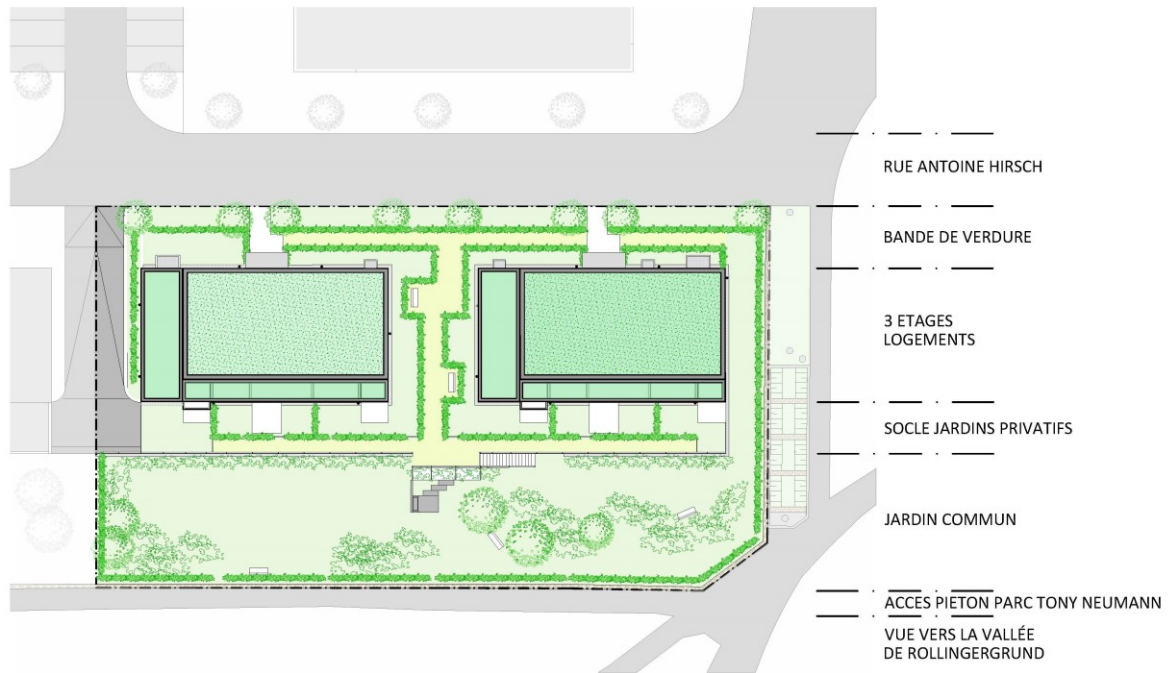 RUE ANTOINE HIRSCH
BANDE DE VERDURE
3 ETAGES
LOGEMENTS
SOCLE JARDINS PRIVATIFS
JARDIN COMMUN
ACCES PIETON PARC TONY NEUMANN
VUE VERS LA VALLÉE
DE ROLLINGERGRUND